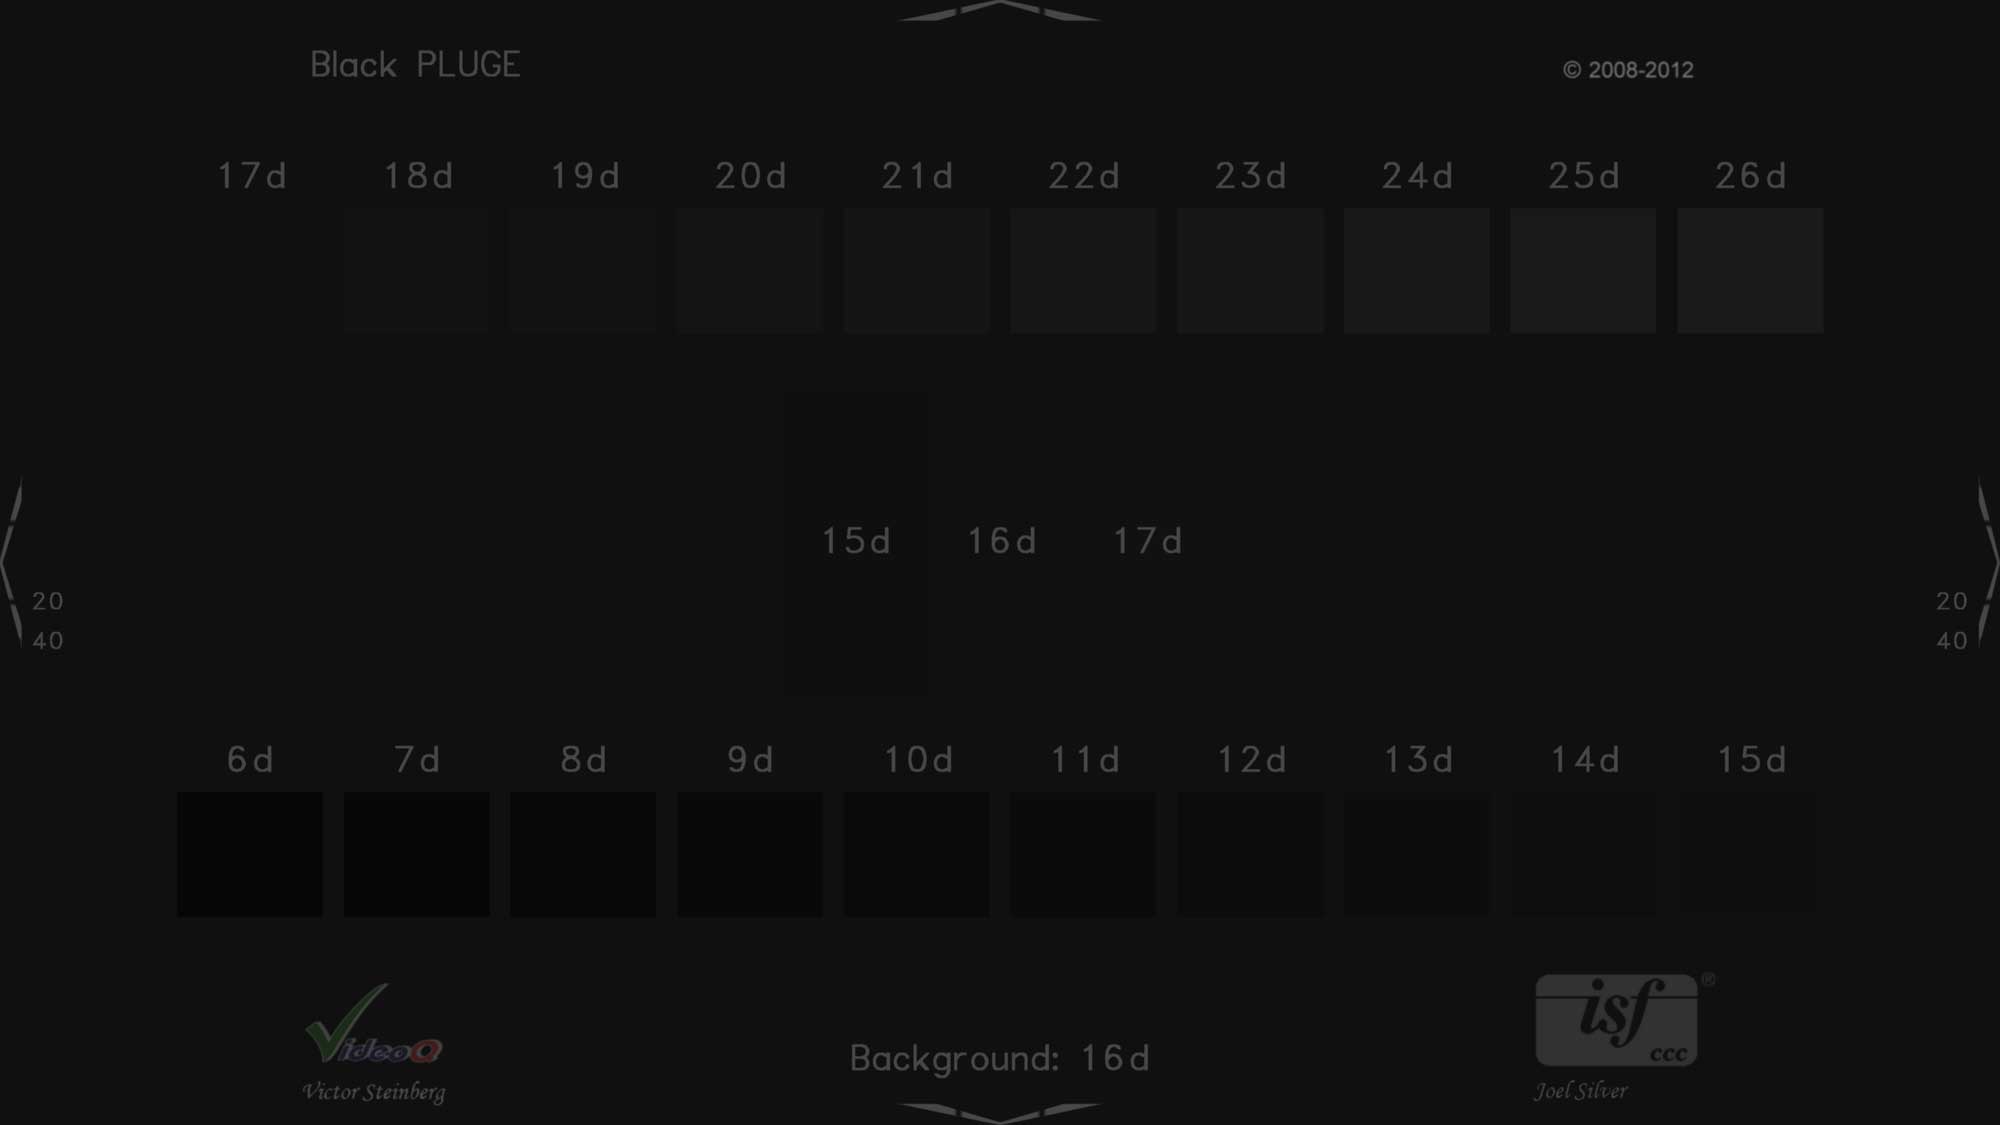 Black PLUGE
© 2008-2012
17d 18d 19d 20d 21d 22d 23d 24d 25d 26d
15d 16d 17d
20 20
40 40
6d 7d 8d 9d 10d 11d 12d 13d 14d 15d
VideoQ
Victor Steinberg
Background: 16d
isf ®
ccc
Joel Silver